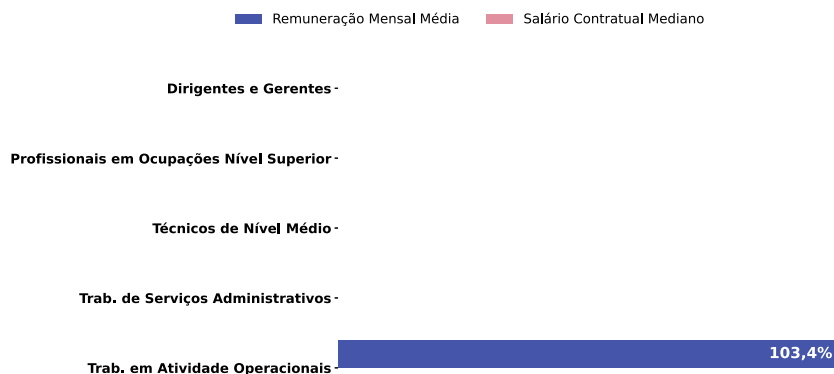 Remuneração Mensal Média Salário Contratual Mediano
Dirigentes e Gerentes
Profissionais em Ocupações Nível Superior
Técnicos de Nível Médio
Trab. de Serviços Administrativos
103,4%
Trab. em Atividade Operacionais